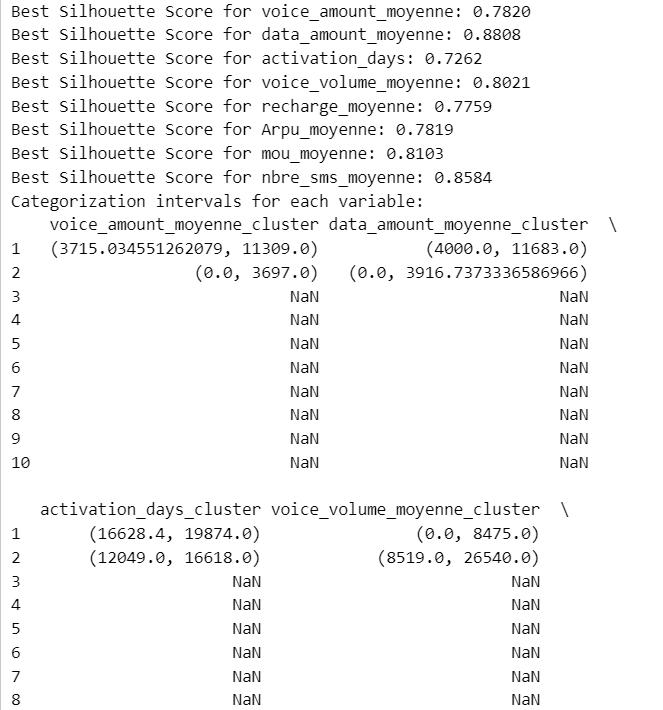 Best Silhouette Score for voice_amount_moyenne: 0.7820
Best Silhouette Score for data_amount_moyenne: 0.8808
Best Silhouette Score for activation_days: 0.7262
Best Silhouette Score for voice_volume_moyenne: 0.8021
Best Silhouette Score for recharge_moyenne: 0.7759
Best Silhouette Score for Arpu_moyenne: 0.7819
Best Silhouette Score for mou_moyenne: 0.8103
Best Silhouette Score for nbre_sms_moyenne: 0.8584
Categorization intervals for each variable:
voice_amount_moyenne_cluster data_amount_moyenne_cluster \
1 (3715.034551262079, 11309.0) (4000.0, 11683.0)
2 (0.0, 3697.0) (0.0, 3916.7373336586966)
3 NaN NaN
4 NaN NaN
5 NaN NaN
6 NaN NaN
7 NaN NaN
8 NaN NaN
9 NaN NaN
10 NaN NaN
activation_days_cluster voice_volume_moyenne_cluster \
1 (16628.4, 19874.0) (0.0, 8475.0)
2 (12049.0, 16618.0) (8519.0, 26540.0)
3 NaN NaN
4 NaN NaN
5 NaN NaN
6 NaN NaN
7 NaN NaN
8 NaN NaN